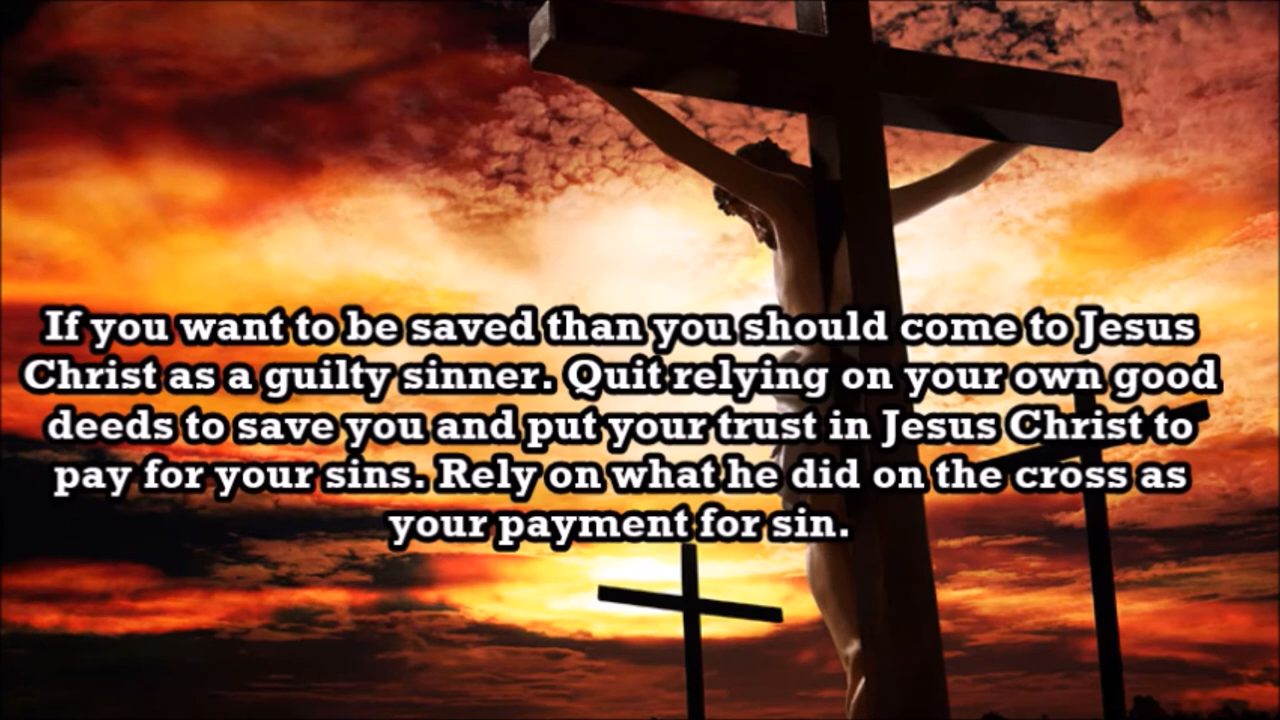 If you want to be saved than you should come to Jesus
Christ as a guilty sinner. Quit relying on your own good
deeds to save you and put your trust in Jesus Christ to
pay for your sins. Rely on what he did on the cross as
your payment for sin.